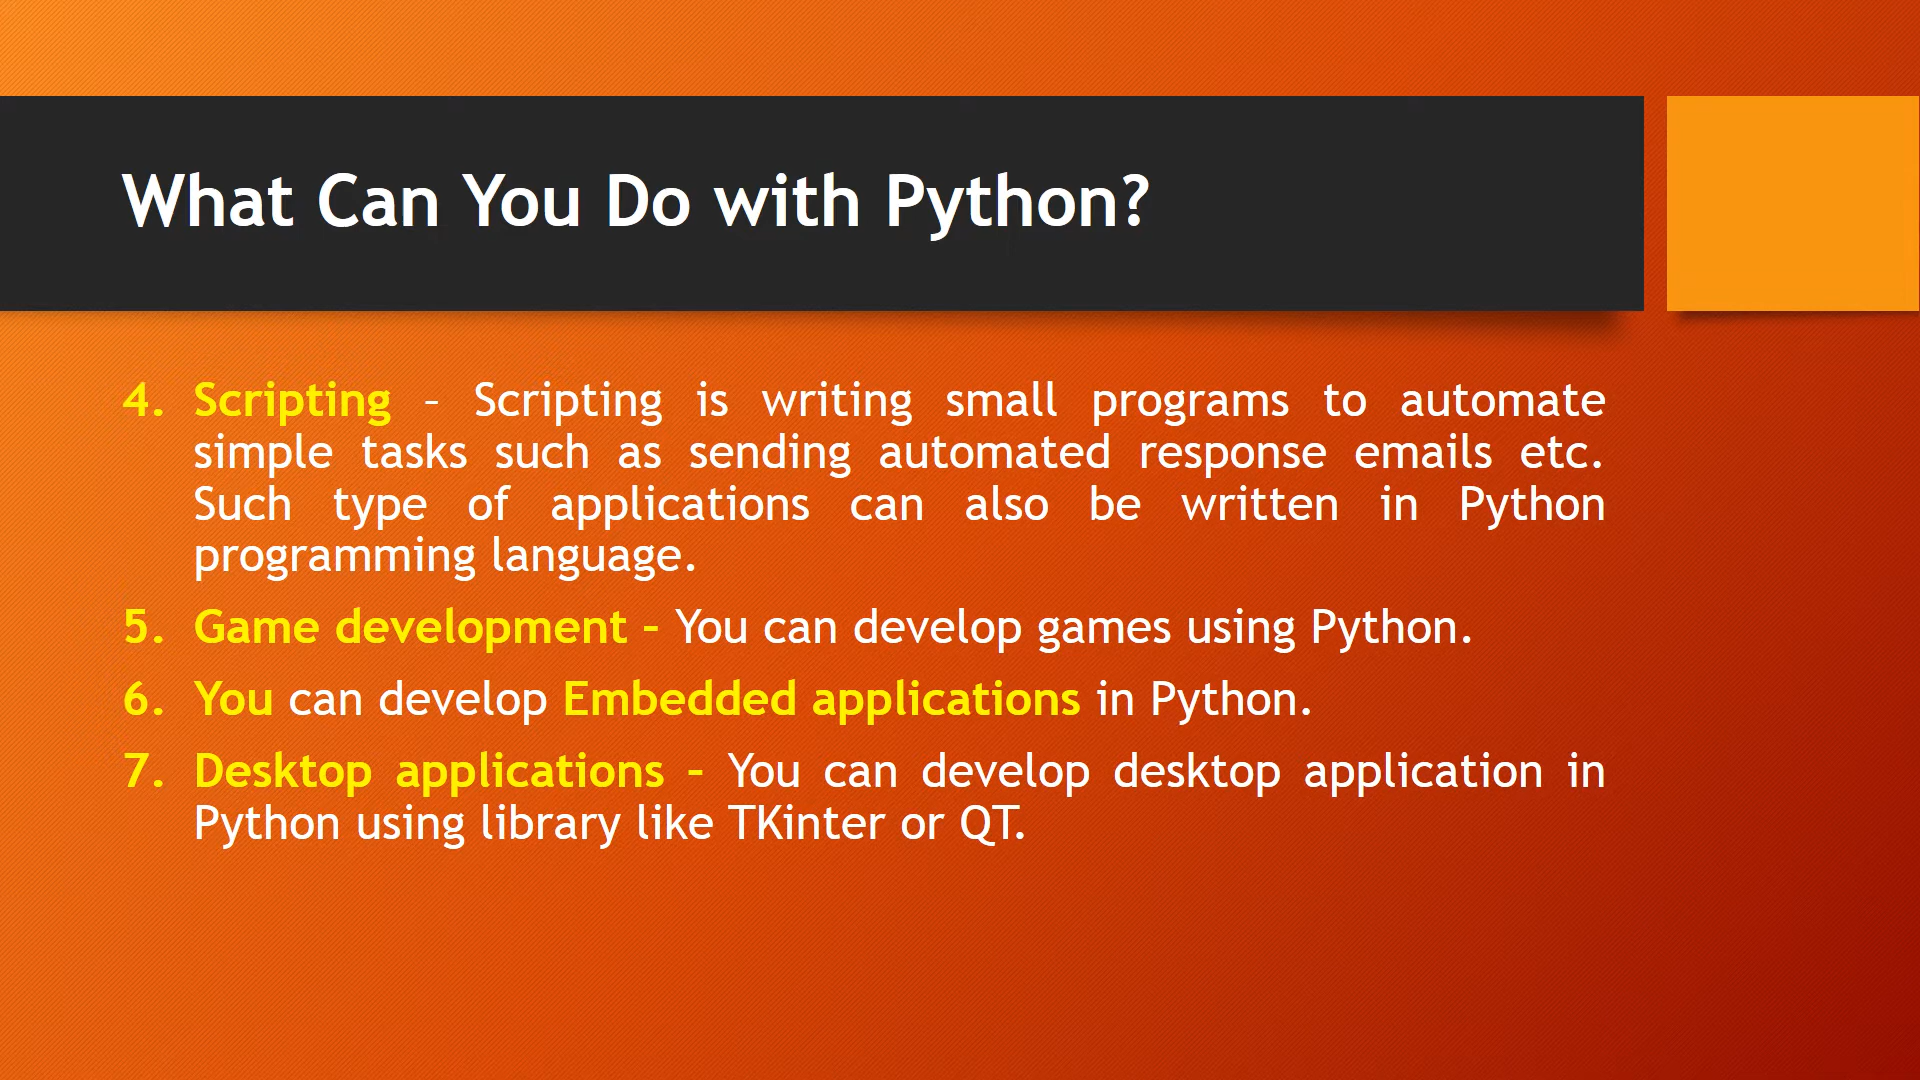 What Can You Do with Python?
4. Scripting – Scripting is writing small programs to automate
simple tasks such as sending automated response emails etc.
Such type of applications can also be written in Python
programming language.
5. Game development – You can develop games using Python.
6. You can develop Embedded applications in Python.
7. Desktop applications – You can develop desktop application in
Python using library like TKinter or QT.